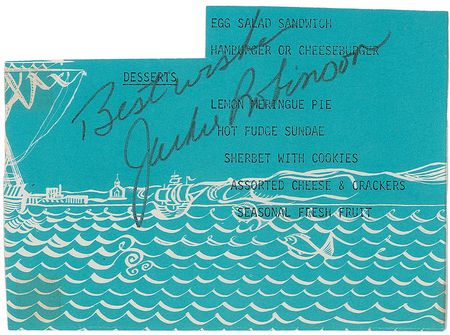 EGG SALAD SANDWICH
HAMBURGER OR CHEESEBURGER
DESSERTS
LEMON MERINGUE PIE
HOT FUDGE SUNDAE
SHERBET WITH COOKIES
ASSORTED CHEESE & CRACKERS
SEASONAL FRESH FRUIT
Best wishes
Jackie Robinson